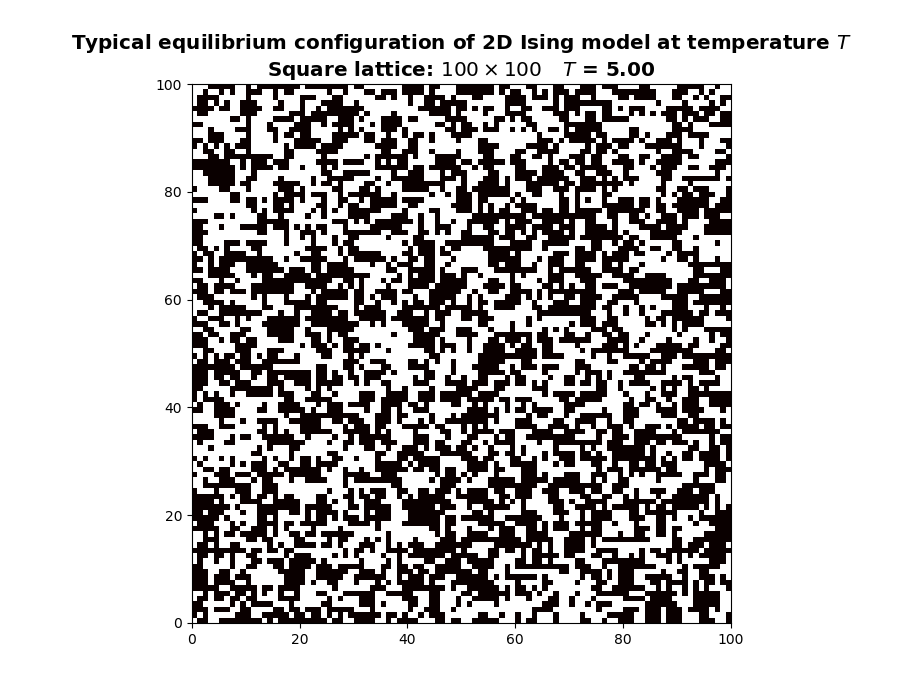 Typical equilibrium configuration of 2D Ising model at temperature T
Square lattice: 100 × 100 T = 5.00
100
80
60
40
20
0
0 20 40 60 80 100